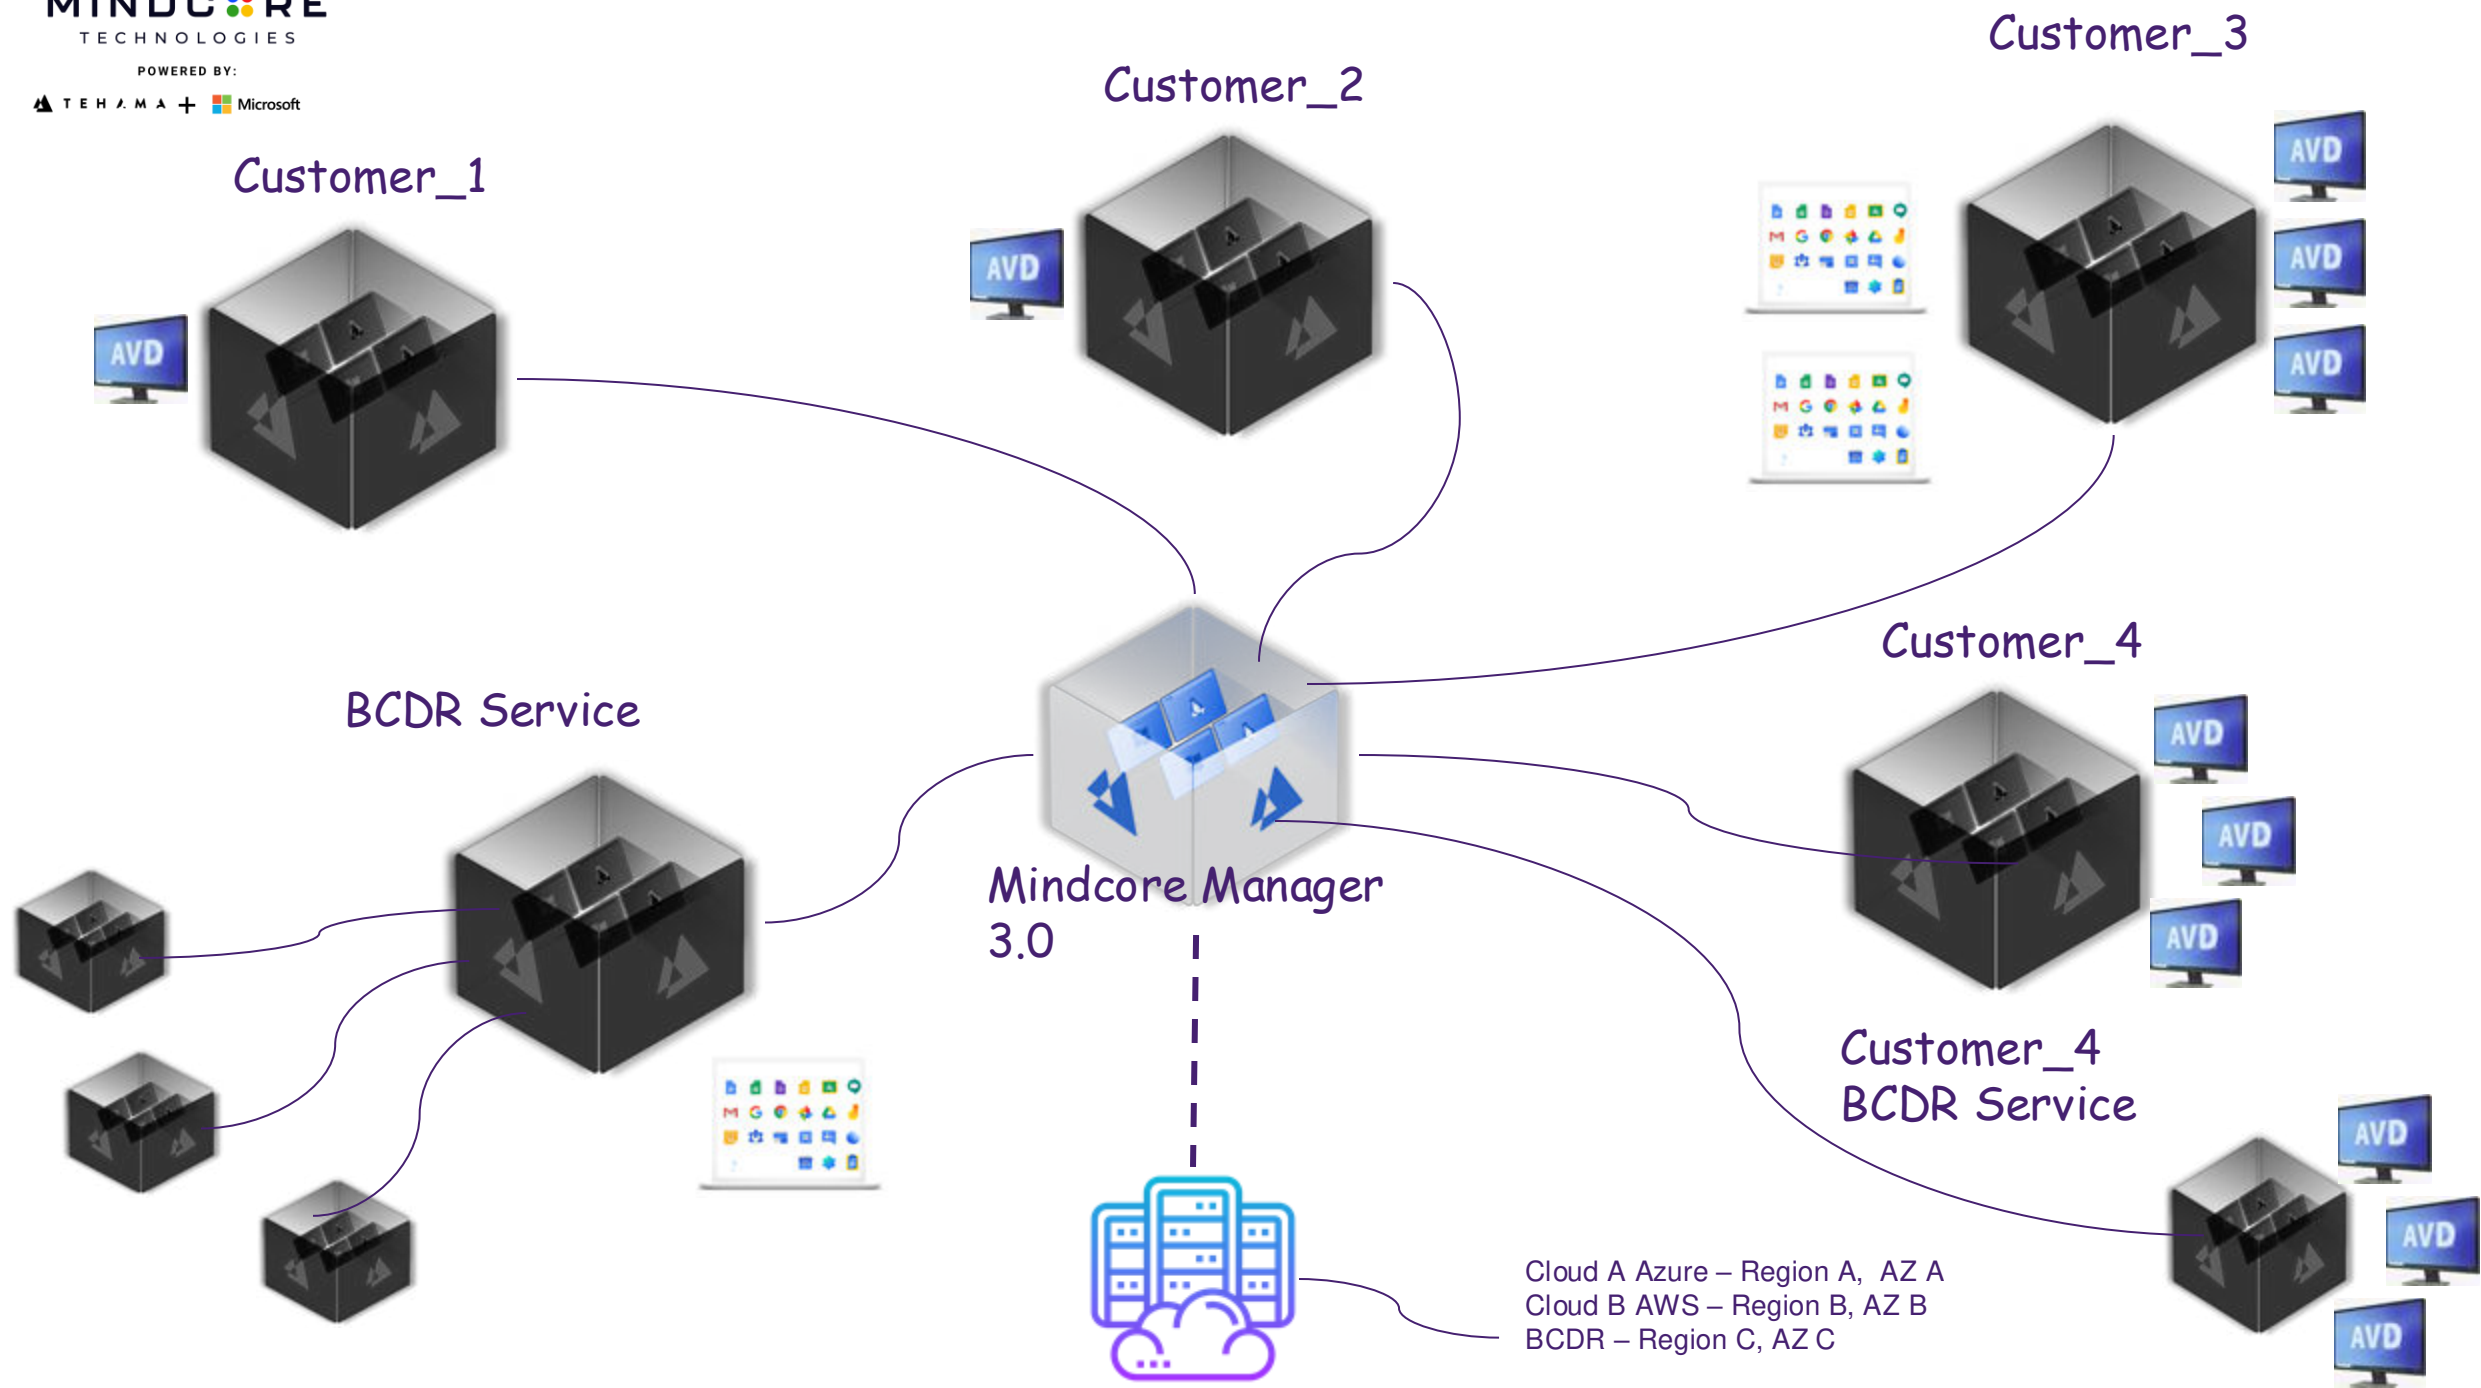 MINDCORE
TECHNOLOGIES
POWERED BY:
TEHAMA + Microsoft
Customer_1
Customer_2
Customer_3
AVD
AVD
AVD
AVD
AVD
BCDR Service
Customer_4
AVD
AVD
AVD
Mindcore Manager
3.0
Customer_4
BCDR Service
AVD
AVD
AVD
Cloud A Azure – Region A,  AZ A
Cloud B AWS – Region B, AZ B
BCDR – Region C, AZ C